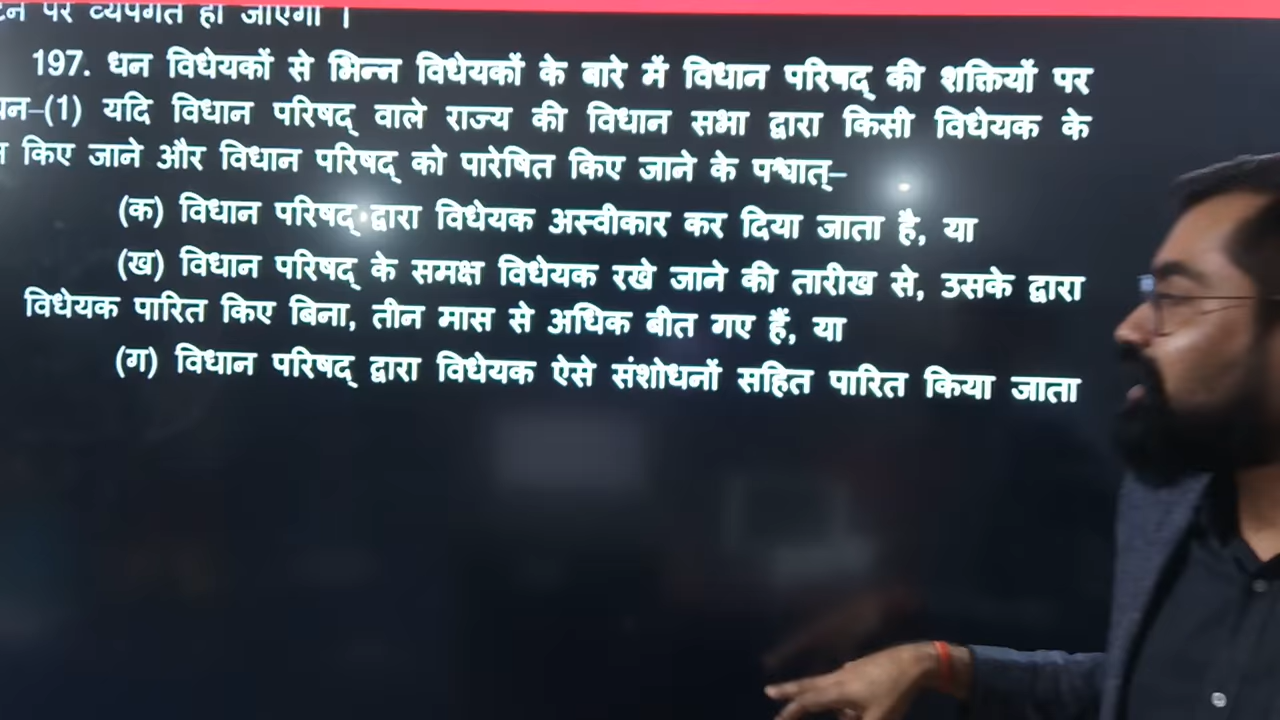 पर व्यपगत हो जाएगा ।
197. धन विधेयकों से भिन्न विधेयकों के बारे में विधान परिषद् की शक्तियों पर
(1) यदि विधान परिषद् वाले राज्य की विधान सभा द्वारा किसी विधेयक के
किए जाने और विधान परिषद् को पारेषित किए जाने के पश्चात्–
(क) विधान परिषद् द्वारा विधेयक अस्वीकार कर दिया जाता है, या
(ख) विधान परिषद् के समक्ष विधेयक रखे जाने की तारीख से, उसके द्वारा
विधेयक पारित किए बिना, तीन मास से अधिक बीत गए हैं, या
(ग) विधान परिषद् द्वारा विधेयक ऐसे संशोधनों सहित पारित किया जाता